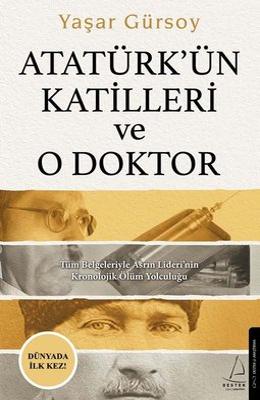 Yaşar Gürsoy
ATATÜRK'ÜN
KATİLLERİ
ve
O DOKTOR
Tüm Belgeleriyle Asrın Lideri'nin
Kronolojik Ölüm Yolculuğu
DÜNYADA
İLK KEZ!
DESTEK